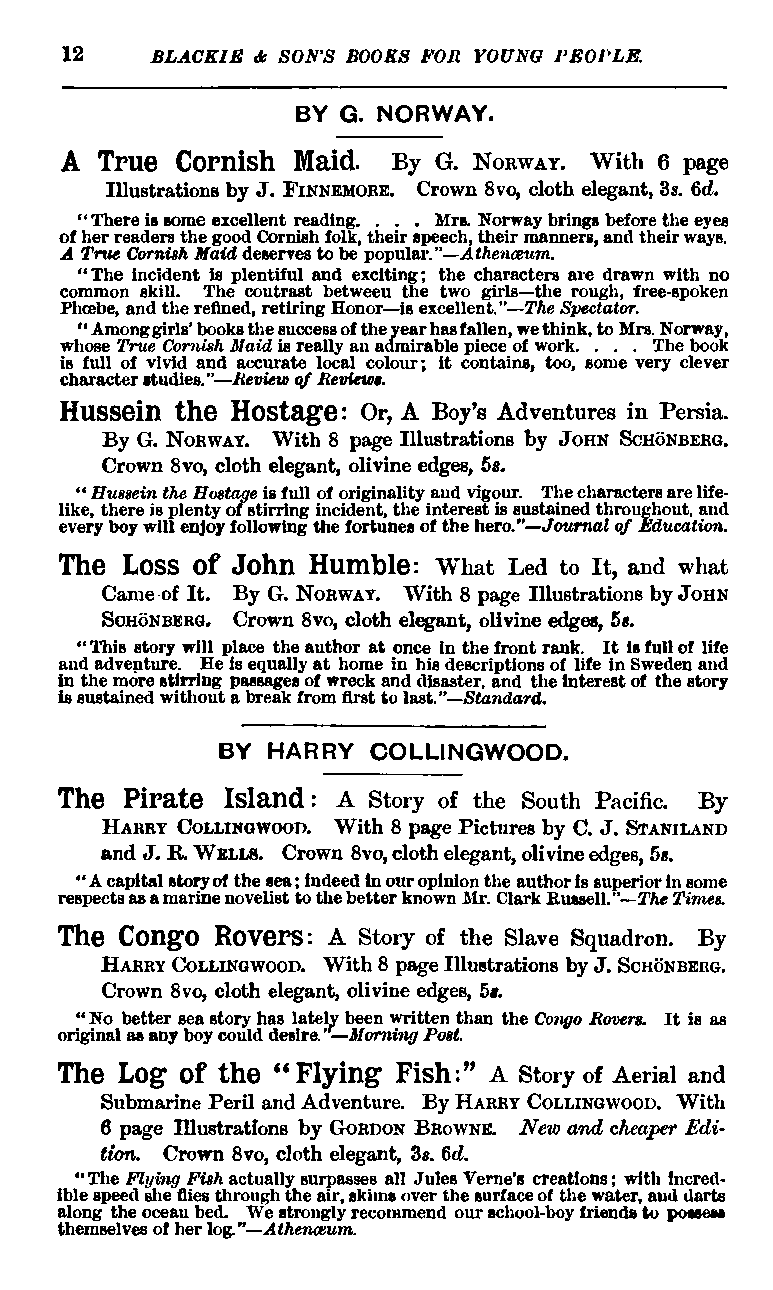 12 BLACKIE & SON'S BOOKS FOR YOUNG PEOPLE.
BY G. NORWAY.
A True Cornish Maid. By G. NORWAY. With 6 page
Illustrations by J. FINNEMORE. Crown 8vo, cloth elegant, 3s. 6d.
"There is some excellent reading. . . . Mrs. Norway brings before the eyes
of her readers the good Cornish folk, their speech, their manners, and their ways.
A True Cornish Maid deserves to be popular."—Athenæum.
"The incident is plentiful and exciting; the characters are drawn with no
common skill. The contrast between the two girls—the rough, free-spoken
Phœbe, and the refined, retiring Honor—is excellent."—The Spectator.
"Among girls' books the success of the year has fallen, we think, to Mrs. Norway,
whose True Cornish Maid is really an admirable piece of work. . . . The book
is full of vivid and accurate local colour; it contains, too, some very clever
character studies."—Review of Reviews.
Hussein the Hostage: Or, A Boy's Adventures in Persia.
By G. NORWAY. With 8 page Illustrations by JOHN SCHÖNBERG.
Crown 8vo, cloth elegant, olivine edges, 5s.
"Hussein the Hostage is full of originality and vigour. The characters are life-
like, there is plenty of stirring incident, the interest is sustained throughout, and
every boy will enjoy following the fortunes of the hero."—Journal of Education.
The Loss of John Humble: What Led to It, and what
Came of It. By G. NORWAY. With 8 page Illustrations by JOHN
SCHÖNBERG. Crown 8vo, cloth elegant, olivine edges, 5s.
"This story will place the author at once in the front rank. It is full of life
and adventure. He is equally at home in his descriptions of life in Sweden and
in the more stirring passages of wreck and disaster, and the interest of the story
is sustained without a break from first to last."—Standard.
BY HARRY COLLINGWOOD.
The Pirate Island: A Story of the South Pacific. By
HARRY COLLINGWOOD. With 8 page Pictures by C. J. STANILAND
and J. R. WELLS. Crown 8vo, cloth elegant, olivine edges, 5s.
"A capital story of the sea; indeed in our opinion the author is superior in some
respects as a marine novelist to the better known Mr. Clark Russell."—The Times.
The Congo Rovers: A Story of the Slave Squadron. By
HARRY COLLINGWOOD. With 8 page Illustrations by J. SCHÖNBERG.
Crown 8vo, cloth elegant, olivine edges, 5s.
"No better sea story has lately been written than the Congo Rovers. It is as
original as any boy could desire."—Morning Post.
The Log of the "Flying Fish:" A Story of Aerial and
Submarine Peril and Adventure. By HARRY COLLINGWOOD. With
6 page Illustrations by GORDON BROWNE. New and cheaper Edi-
tion. Crown 8vo, cloth elegant, 3s. 6d.
"The Flying Fish actually surpasses all Jules Verne's creations; with incred-
ible speed she flies through the air, skims over the surface of the water, and darts
along the ocean bed. We strongly recommend our school-boy friends to possess
themselves of her log."—Athenæum.